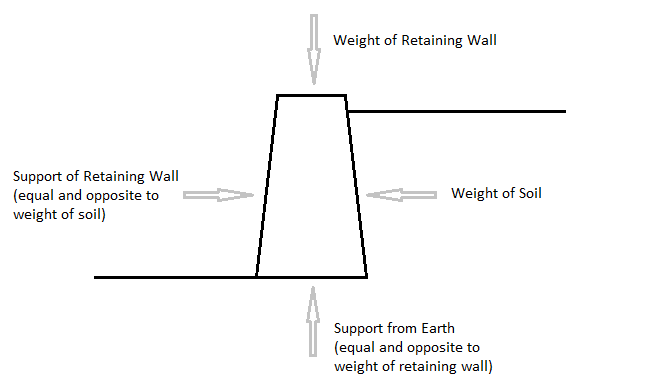 Weight of Retaining Wall
Support of Retaining Wall
(equal and opposite to
weight of soil)
Weight of Soil
Support from Earth
(equal and opposite to
weight of retaining wall)